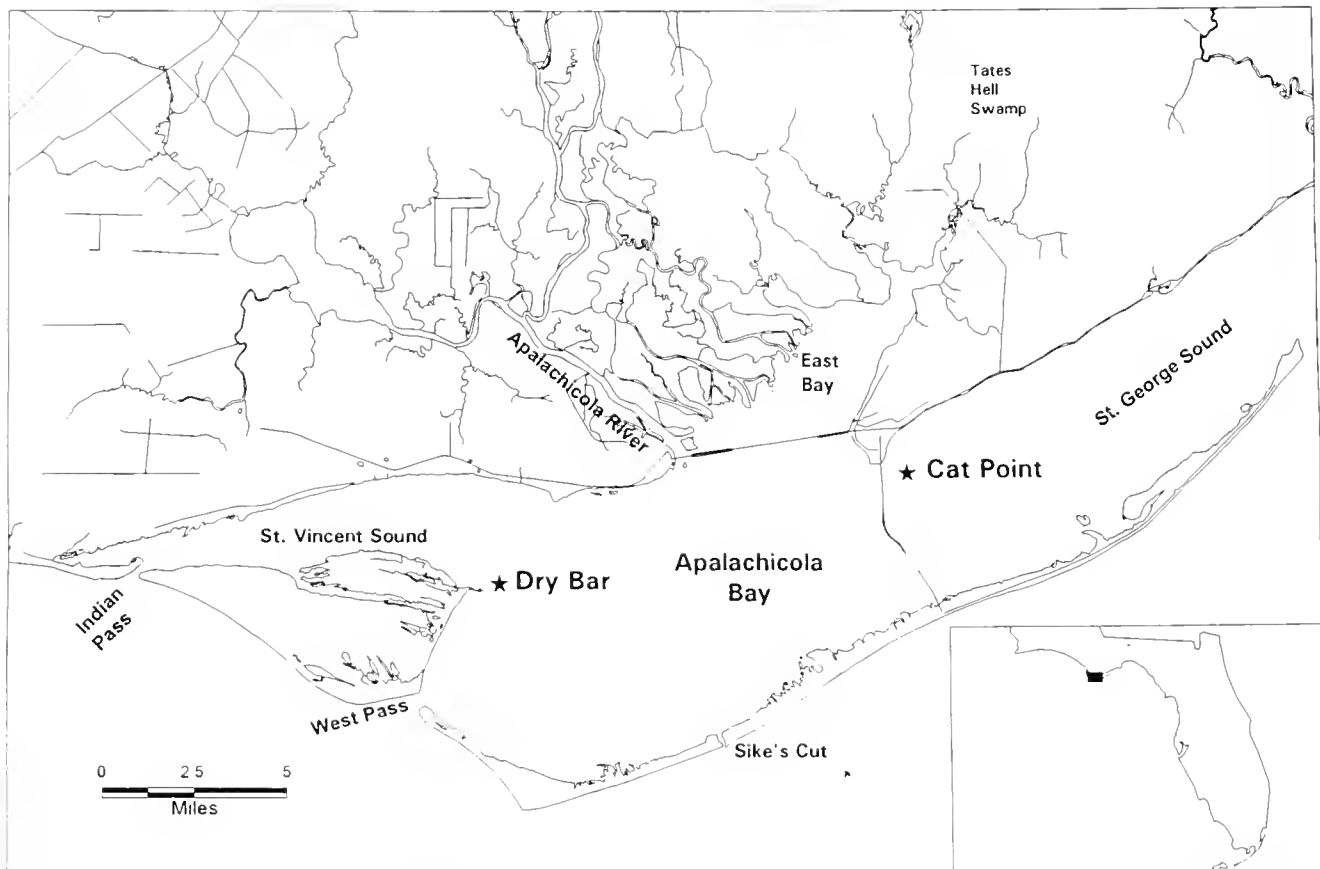 Tates
Hell
Swamp
Apalachicola River
East
Bay
St. George Sound
★ Cat Point
St. Vincent Sound
★ Dry Bar
Apalachicola
Bay
Indian
Pass
West Pass
Sike's Cut
0 2 5 5
Miles